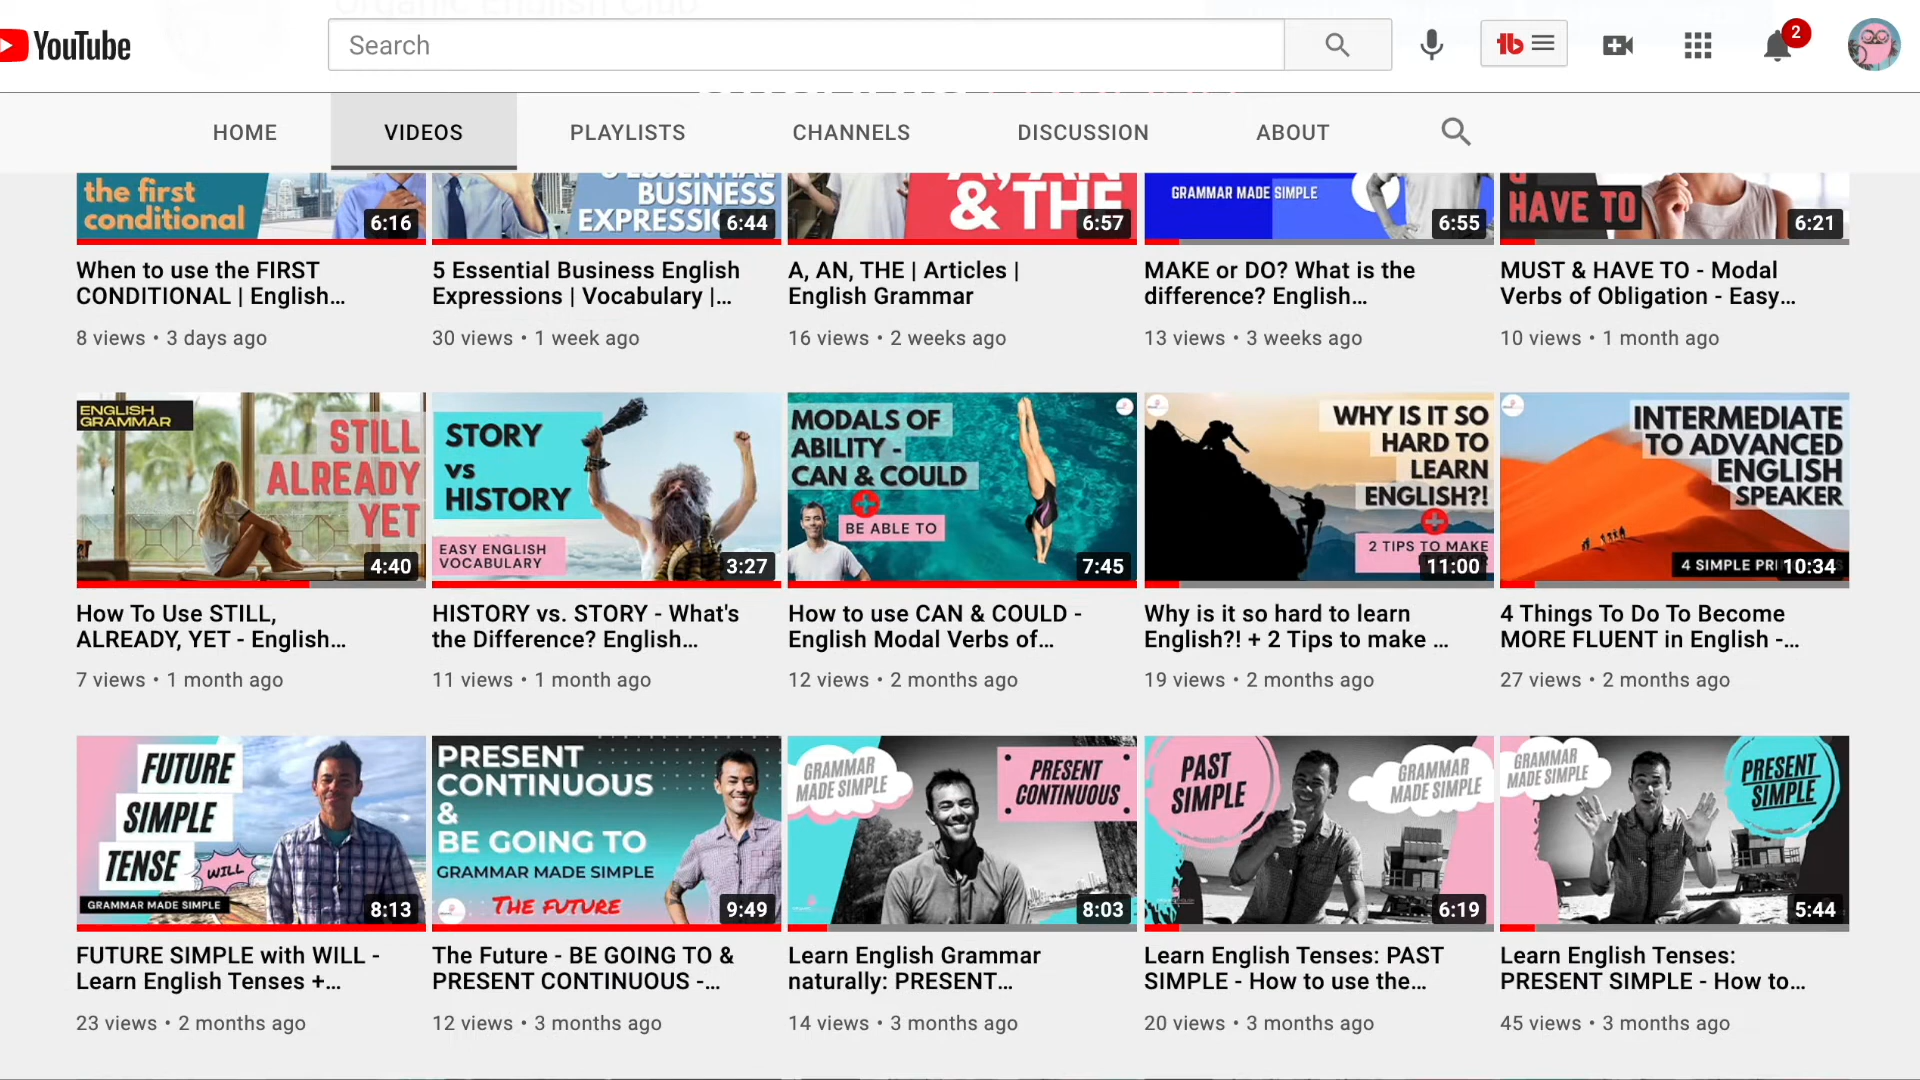 Organic English Club
YouTube
Search
2
HOME
VIDEOS
PLAYLISTS
CHANNELS
DISCUSSION
ABOUT
the first
conditional
6:16
BUSINESS
EXPRESSI
6:44
& THE
6:57
GRAMMAR MADE SIMPLE
6:55
HAVE TO
6:21
When to use the FIRST
CONDITIONAL | English...
8 views • 3 days ago
5 Essential Business English
Expressions | Vocabulary |...
30 views • 1 week ago
A, AN, THE | Articles |
English Grammar
16 views • 2 weeks ago
MAKE or DO? What is the
difference? English...
13 views • 3 weeks ago
MUST & HAVE TO - Modal
Verbs of Obligation - Easy...
10 views • 1 month ago
ENGLISH
GRAMMAR
STILL
ALREADY
YET
4:40
STORY
vs
HISTORY
EASY ENGLISH
VOCABULARY
3:27
MODALS OF
ABILITY -
CAN & COULD
BE ABLE TO
7:45
WHY IS IT SO
HARD TO
LEARN
ENGLISH?!
2 TIPS TO MAKE
11:00
INTERMEDIATE
TO ADVANCED
ENGLISH
SPEAKER
4 SIMPLE PRI
10:34
How To Use STILL,
ALREADY, YET - English...
7 views • 1 month ago
HISTORY vs. STORY - What's
the Difference? English...
11 views • 1 month ago
How to use CAN & COULD -
English Modal Verbs of...
12 views • 2 months ago
Why is it so hard to learn
English?! + 2 Tips to make ...
19 views • 2 months ago
4 Things To Do To Become
MORE FLUENT in English -...
27 views • 2 months ago
FUTURE
SIMPLE
TENSE
WILL
GRAMMAR MADE SIMPLE
8:13
PRESENT
CONTINUOUS
&
BE GOING TO
GRAMMAR MADE SIMPLE
THE FUTURE
9:49
GRAMMAR
MADE SIMPLE
PRESENT
CONTINUOUS
8:03
PAST
SIMPLE
GRAMMAR
MADE SIMPLE
6:19
GRAMMAR
MADE SIMPLE
PRESENT
SIMPLE
5:44
FUTURE SIMPLE with WILL -
Learn English Tenses +...
23 views • 2 months ago
The Future - BE GOING TO &
PRESENT CONTINUOUS -...
12 views • 3 months ago
Learn English Grammar
naturally: PRESENT...
14 views • 3 months ago
Learn English Tenses: PAST
SIMPLE - How to use the...
20 views • 3 months ago
Learn English Tenses:
PRESENT SIMPLE - How to...
45 views • 3 months ago